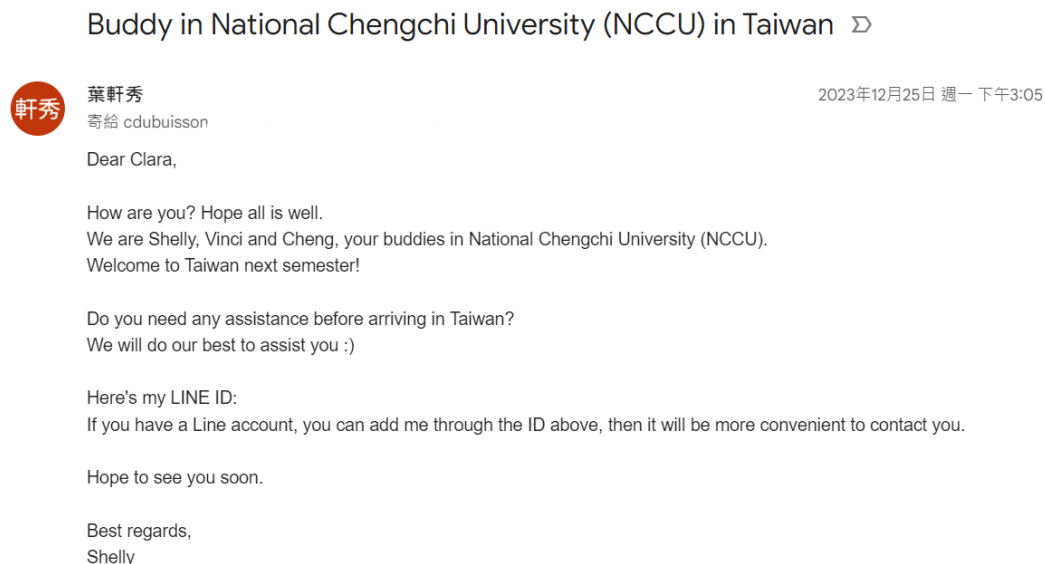 Buddy in National Chengchi University (NCCU) in Taiwan
軒秀
葉軒秀
2023年12月25日 週一 下午3:05
寄給 cdubuisson
Dear Clara,
How are you? Hope all is well.
We are Shelly, Vinci and Cheng, your buddies in National Chengchi University (NCCU).
Welcome to Taiwan next semester!
Do you need any assistance before arriving in Taiwan?
We will do our best to assist you :)
Here's my LINE ID:
If you have a Line account, you can add me through the ID above, then it will be more convenient to contact you.
Hope to see you soon.
Best regards,
Shelly